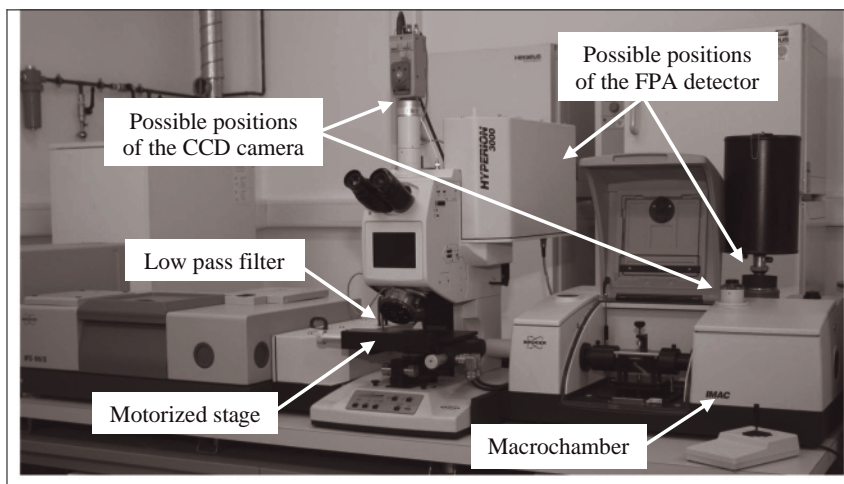 Possible positions
of the FPA detector
Possible positions
of the CCD camera
HYPERION
3000
Low pass filter
Motorized stage
BRUKER
IMAC
Macrochamber